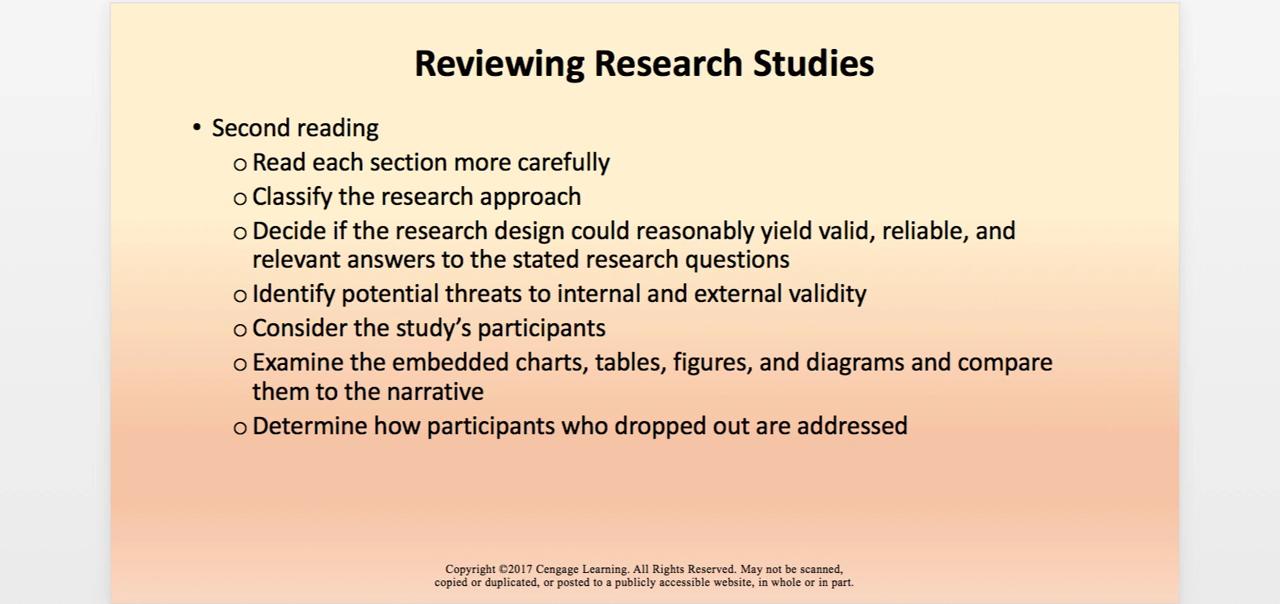 Reviewing Research Studies
• Second reading
o Read each section more carefully
o Classify the research approach
o Decide if the research design could reasonably yield valid, reliable, and
relevant answers to the stated research questions
o Identify potential threats to internal and external validity
o Consider the study’s participants
o Examine the embedded charts, tables, figures, and diagrams and compare
them to the narrative
o Determine how participants who dropped out are addressed
Copyright ©2017 Cengage Learning. All Rights Reserved. May not be scanned,
copied or duplicated, or posted to a publicly accessible website, in whole or in part.